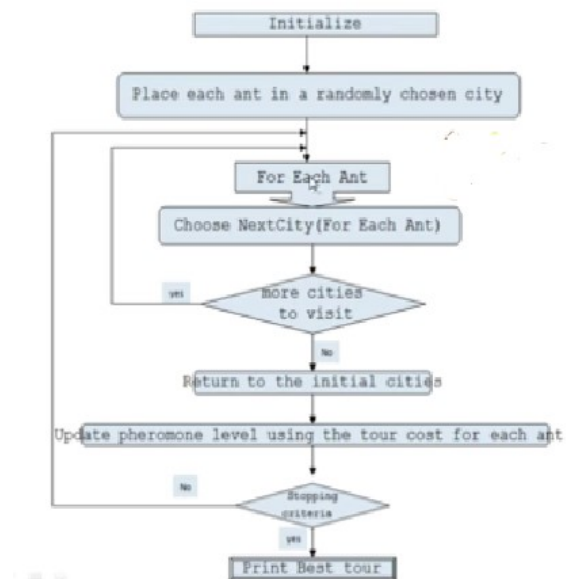 Initialize
Place each ant in a randomly chosen city
For Each Ant
Choose NextCity(For Each Ant)
more cities
to visit
yes
No
Return to the initial cities
Update pheromone level using the tour cost for each ant
Stopping
criteria
No
yes
Print Best tour